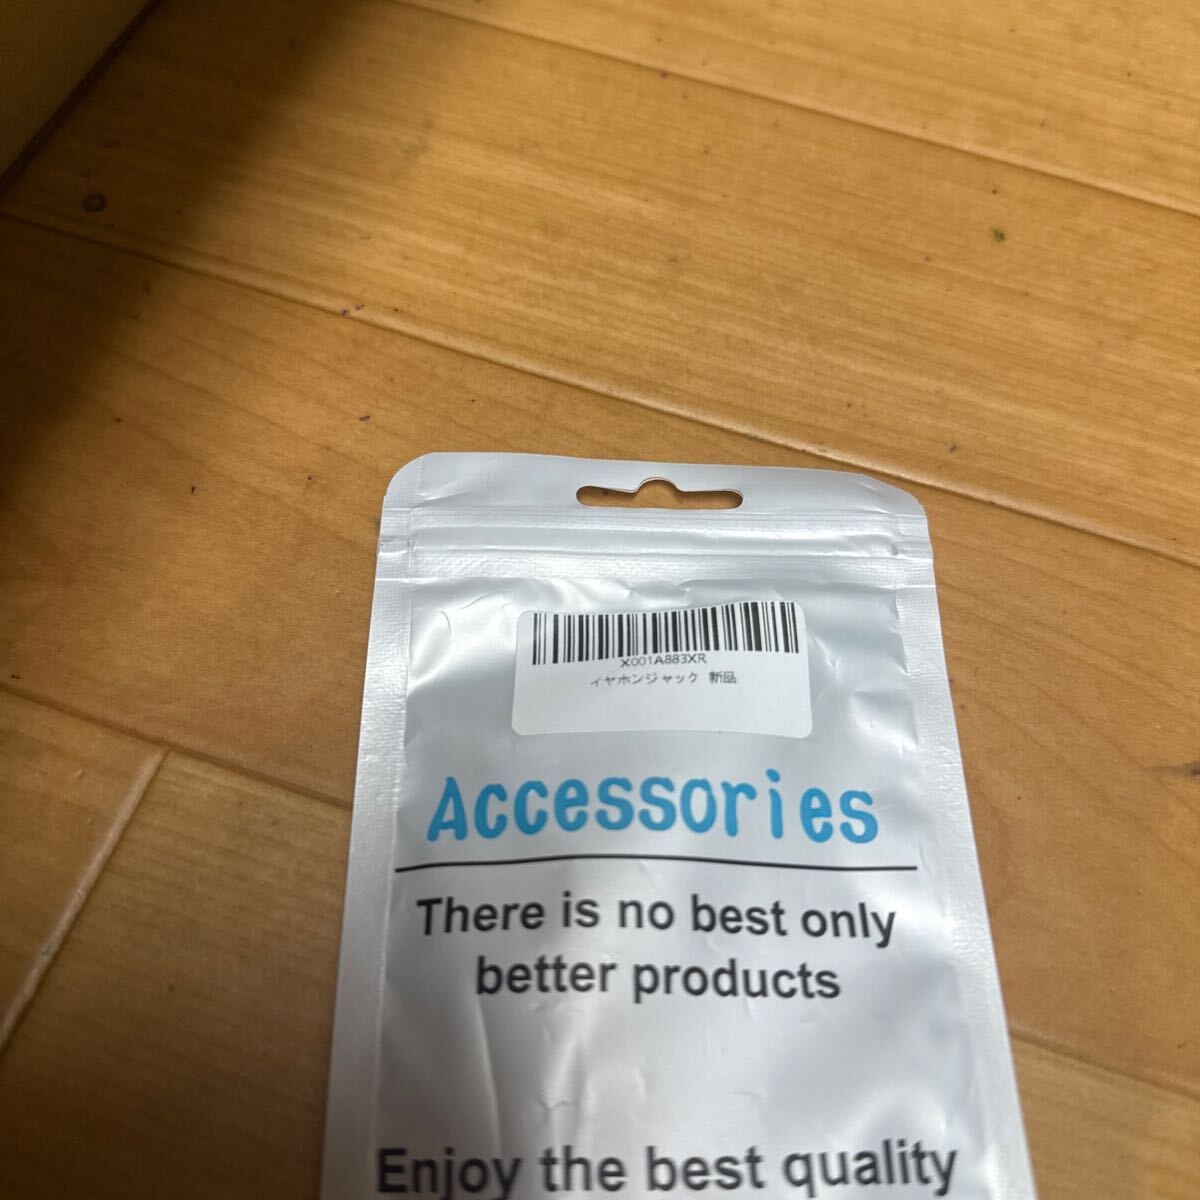 X001A883XR
イヤホンジャック 新品
Accessories
There is no best only
better products
Enjoy the best quality